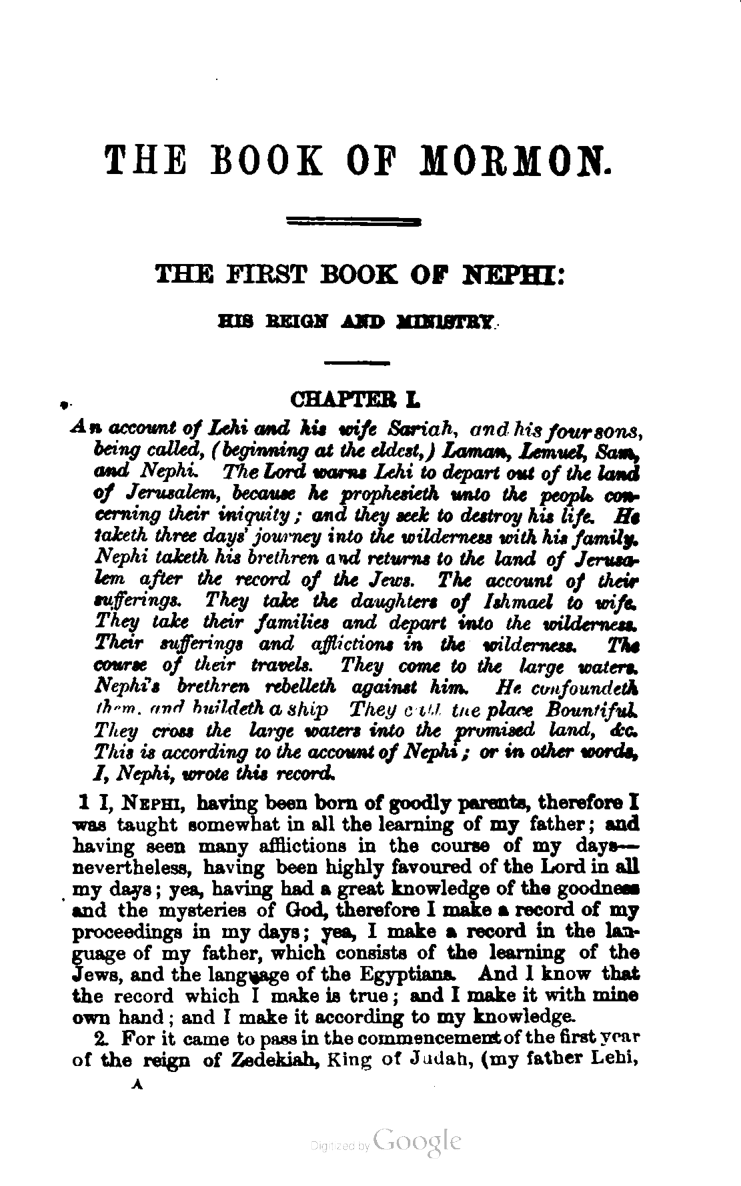 THE BOOK OF MORMON.
THE FIRST BOOK OF NEPHI:
HIS REIGN AND MINISTRY.
CHAPTER I.
An account of Lehi and his wife Sariah, and his four sons,
being called, (beginning at the eldest,) Laman, Lemuel, Sam,
and Nephi. The Lord warns Lehi to depart out of the land
of Jerusalem, because he prophesieth unto the people con-
cerning their iniquity; and they seek to destroy his life. He
taketh three days' journey into the wilderness with his family.
Nephi taketh his brethren and returns to the land of Jerusa-
lem after the record of the Jews. The account of their
sufferings. They take the daughters of Ishmael to wife.
They take their families and depart into the wilderness.
Their sufferings and afflictions in the wilderness. The
course of their travels. They come to the large waters.
Nephi's brethren rebelleth against him. He confoundeth
them, and buildeth a ship They call the place Bountiful.
They cross the large waters into the promised land, &c.
This is according to the account of Nephi; or in other words,
I, Nephi, wrote this record.
1 I, NEPHI, having been born of goodly parents, therefore I
was taught somewhat in all the learning of my father; and
having seen many afflictions in the course of my days—
nevertheless, having been highly favoured of the Lord in all
my days; yea, having had a great knowledge of the goodness
and the mysteries of God, therefore I make a record of my
proceedings in my days; yea, I make a record in the lan-
guage of my father, which consists of the learning of the
Jews, and the language of the Egyptians. And I know that
the record which I make is true; and I make it with mine
own hand; and I make it according to my knowledge.
2. For it came to pass in the commencement of the first year
of the reign of Zedekiah, King of Judah, (my father Lehi,
A
Digitized by Google